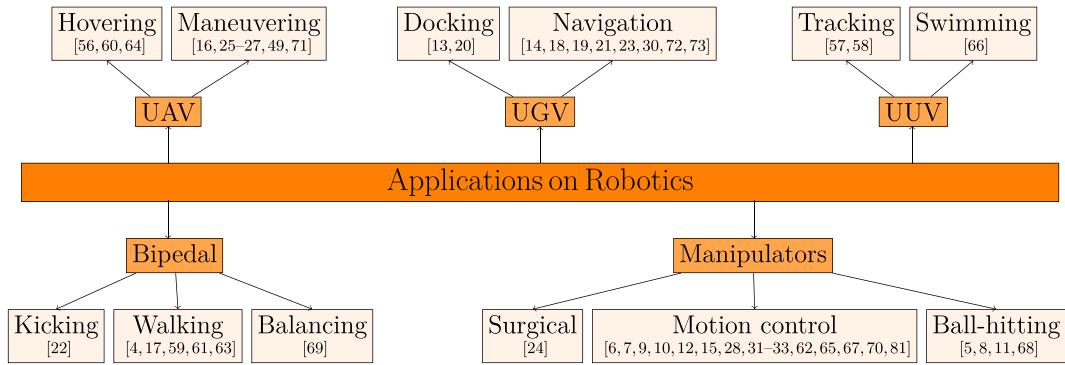 Hovering
[56, 60, 64]
Maneuvering
[16, 25–27, 49, 71]
Docking
[13, 20]
Navigation
[14, 18, 19, 21, 23, 30, 72, 73]
Tracking
[57, 58]
Swimming
[66]
UAV
UGV
UUV
Applications on Robotics
Bipedal
Manipulators
Kicking
[22]
Walking
[4, 17, 59, 61, 63]
Balancing
[69]
Surgical
[24]
Motion control
[6, 7, 9, 10, 12, 15, 28, 31–33, 62, 65, 67, 70, 81]
Ball-hitting
[5, 8, 11, 68]